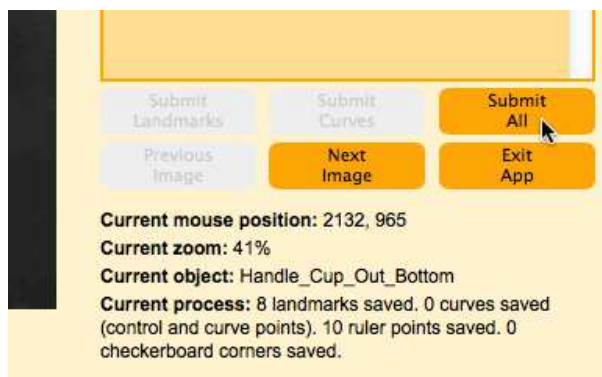 Submit Submit Submit
Landmarks Curves All
Previous Next Exit
Image Image App
Current mouse position: 2132, 965
Current zoom: 41%
Current object: Handle_Cup_Out_Bottom
Current process: 8 landmarks saved. 0 curves saved
(control and curve points). 10 ruler points saved. 0
checkerboard corners saved.